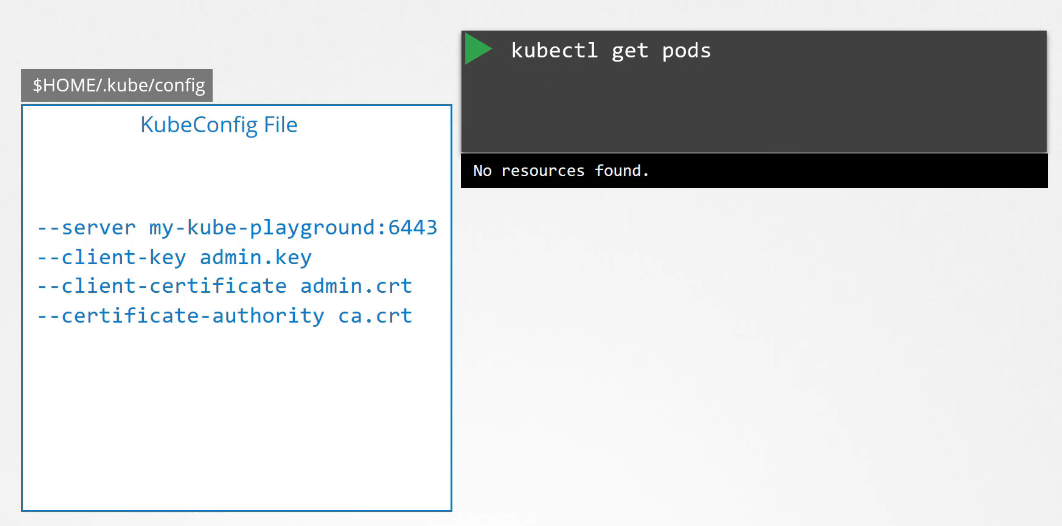 $HOME/.kube/config
KubeConfig File
--server my-kube-playground:6443
--client-key admin.key
--client-certificate admin.crt
--certificate-authority ca.crt
kubectl get pods
No resources found.